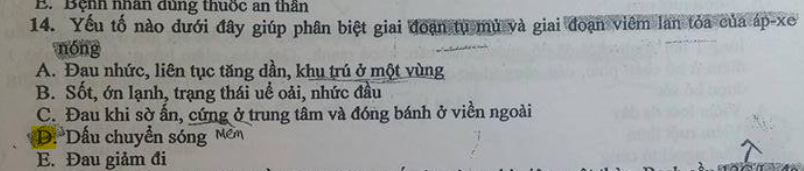 E. Bệnh nhân dùng thuốc an thần
14. Yếu tố nào dưới đây giúp phân biệt giai đoạn tụ mủ và giai đoạn viêm lan tỏa của áp-xe
nóng
A. Đau nhức, liên tục tăng dần, khu trú ở một vùng
B. Sốt, ớn lạnh, trạng thái uể oải, nhức đầu
C. Đau khi sờ ấn, cứng ở trung tâm và đóng bánh ở viền ngoài
D. Dấu chuyển sóng mềm
E. Đau giảm đi